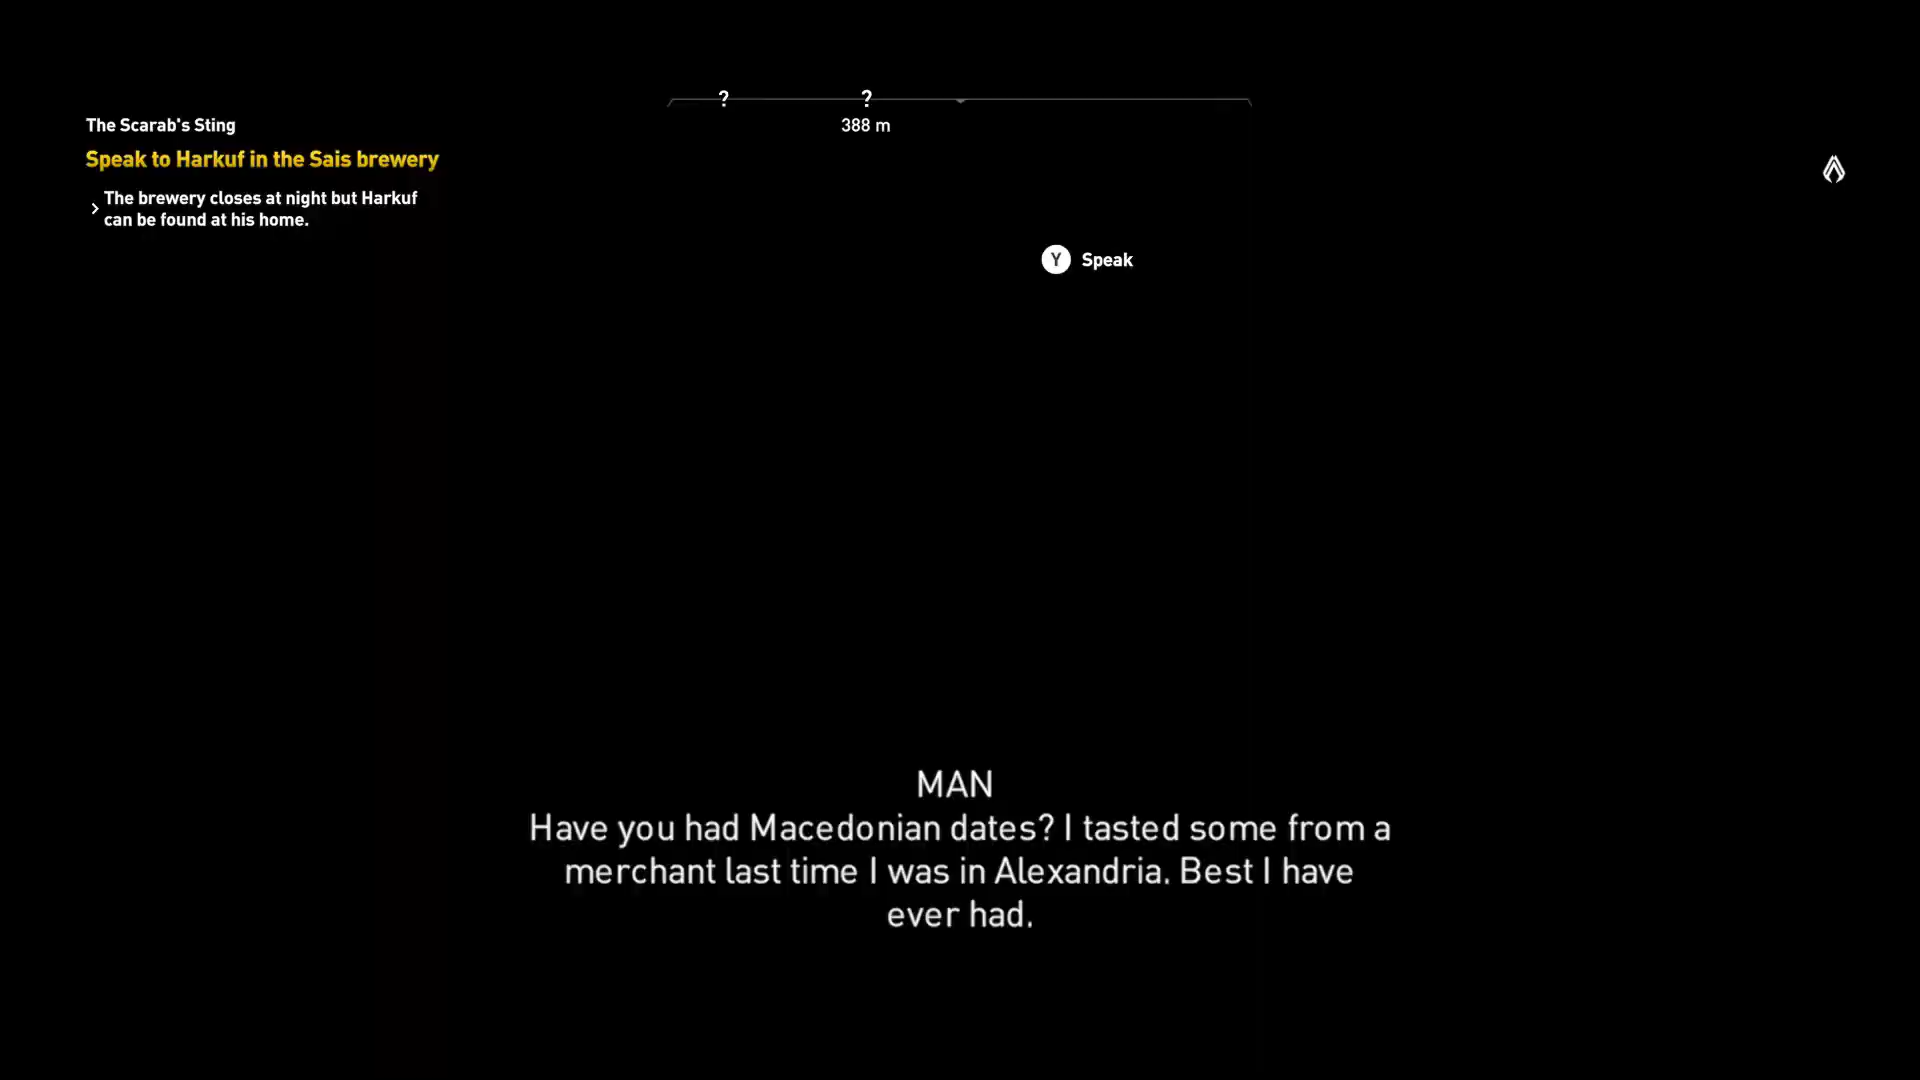 ? ?
388 m
The Scarab's Sting
Speak to Harkuf in the Sais brewery
The brewery closes at night but Harkuf
can be found at his home.
Y Speak
MAN
Have you had Macedonian dates? I tasted some from a
merchant last time I was in Alexandria. Best I have
ever had.